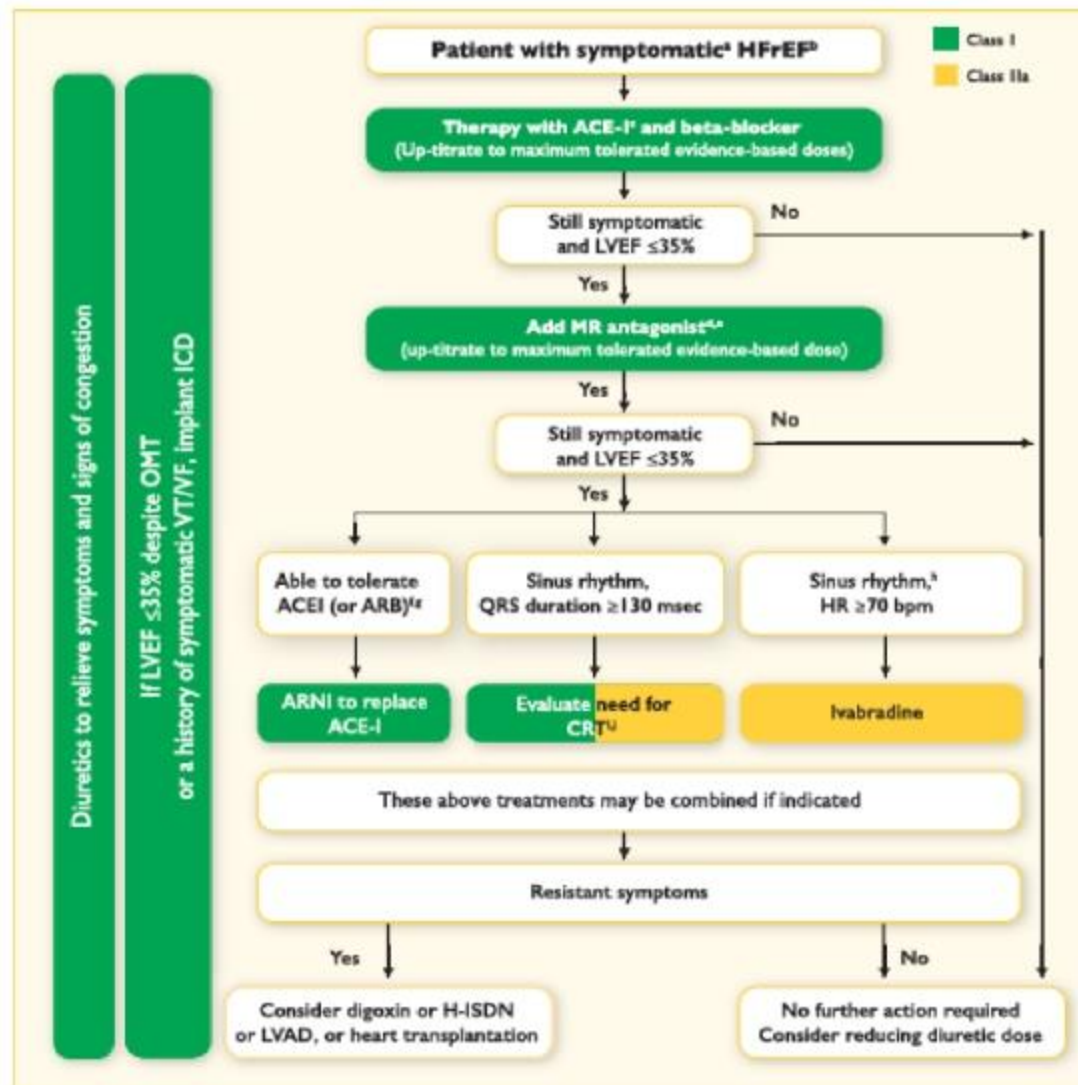 Patient with symptomaticᵃ HFrEFᵇ
Class I
Class IIa
Therapy with ACE-Iᶜ and beta-blocker
(Up-titrate to maximum tolerated evidence-based doses)
Still symptomatic
and LVEF ≤35%
No
Yes
Add MR antagonistᵈ,ᵉ
(up-titrate to maximum tolerated evidence-based dose)
Yes
Still symptomatic
and LVEF ≤35%
No
Yes
Able to tolerate
ACEI (or ARB)ᶠ,ᵍ
Sinus rhythm,
QRS duration ≥130 msec
Sinus rhythm,ʰ
HR ≥70 bpm
ARNI to replace
ACE-I
Evaluate need for
CRTⁱ,ʲ
Ivabradine
These above treatments may be combined if indicated
Resistant symptoms
Yes
No
Consider digoxin or H-ISDN
or LVAD, or heart transplantation
No further action required
Consider reducing diuretic dose
Diuretics to relieve symptoms and signs of congestion
If LVEF ≤35% despite OMT
or a history of symptomatic VT/VF, implant ICD